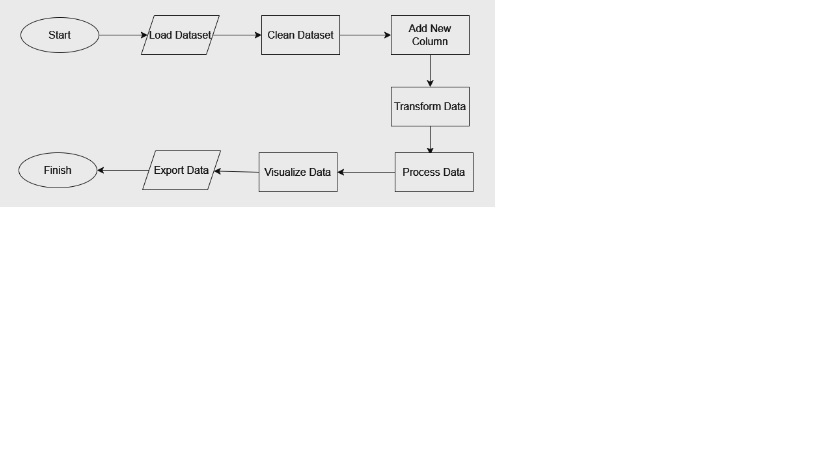 Start
Load Dataset
Clean Dataset
Add New
Column
Transform Data
Process Data
Visualize Data
Export Data
Finish